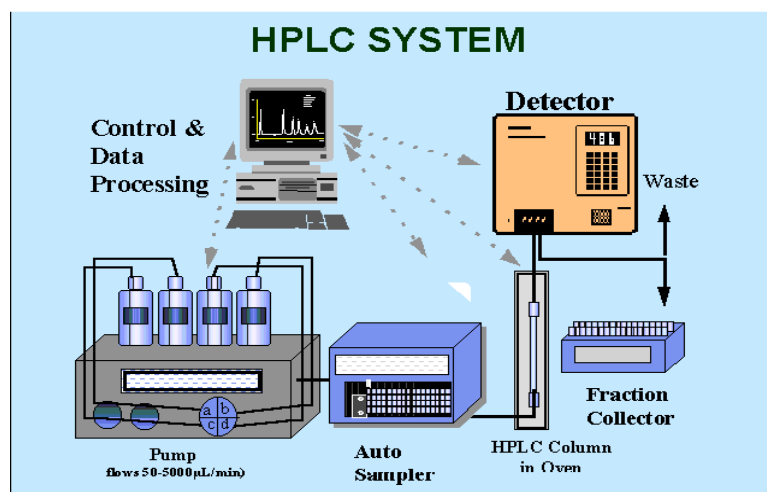 HPLC SYSTEM
Control &
Data
Processing
Detector
486
Waste
a b
c d
Pump
flows 50-5000µL/min)
Auto
Sampler
HPLC Column
in Oven
Fraction
Collector